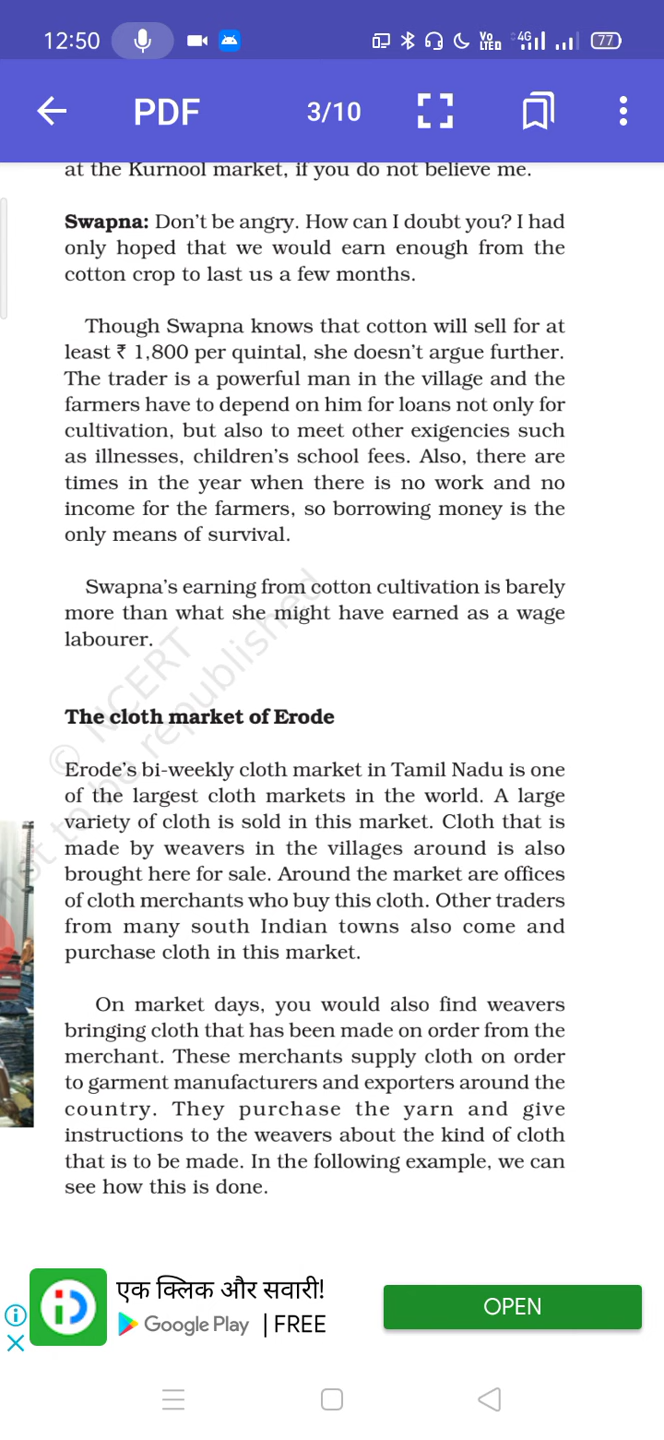 12:50
Vo
LTED
4G
77
PDF
3/10
at the Kurnool market, if you do not believe me.
Swapna: Don't be angry. How can I doubt you? I had
only hoped that we would earn enough from the
cotton crop to last us a few months.
Though Swapna knows that cotton will sell for at
least ₹ 1,800 per quintal, she doesn't argue further.
The trader is a powerful man in the village and the
farmers have to depend on him for loans not only for
cultivation, but also to meet other exigencies such
as illnesses, children's school fees. Also, there are
times in the year when there is no work and no
income for the farmers, so borrowing money is the
only means of survival.
Swapna's earning from cotton cultivation is barely
more than what she might have earned as a wage
labourer.
© NCERT
not to be republished
The cloth market of Erode
Erode's bi-weekly cloth market in Tamil Nadu is one
of the largest cloth markets in the world. A large
variety of cloth is sold in this market. Cloth that is
made by weavers in the villages around is also
brought here for sale. Around the market are offices
of cloth merchants who buy this cloth. Other traders
from many south Indian towns also come and
purchase cloth in this market.
On market days, you would also find weavers
bringing cloth that has been made on order from the
merchant. These merchants supply cloth on order
to garment manufacturers and exporters around the
country. They purchase the yarn and give
instructions to the weavers about the kind of cloth
that is to be made. In the following example, we can
see how this is done.
एक क्लिक और सवारी!
Google Play | FREE
OPEN